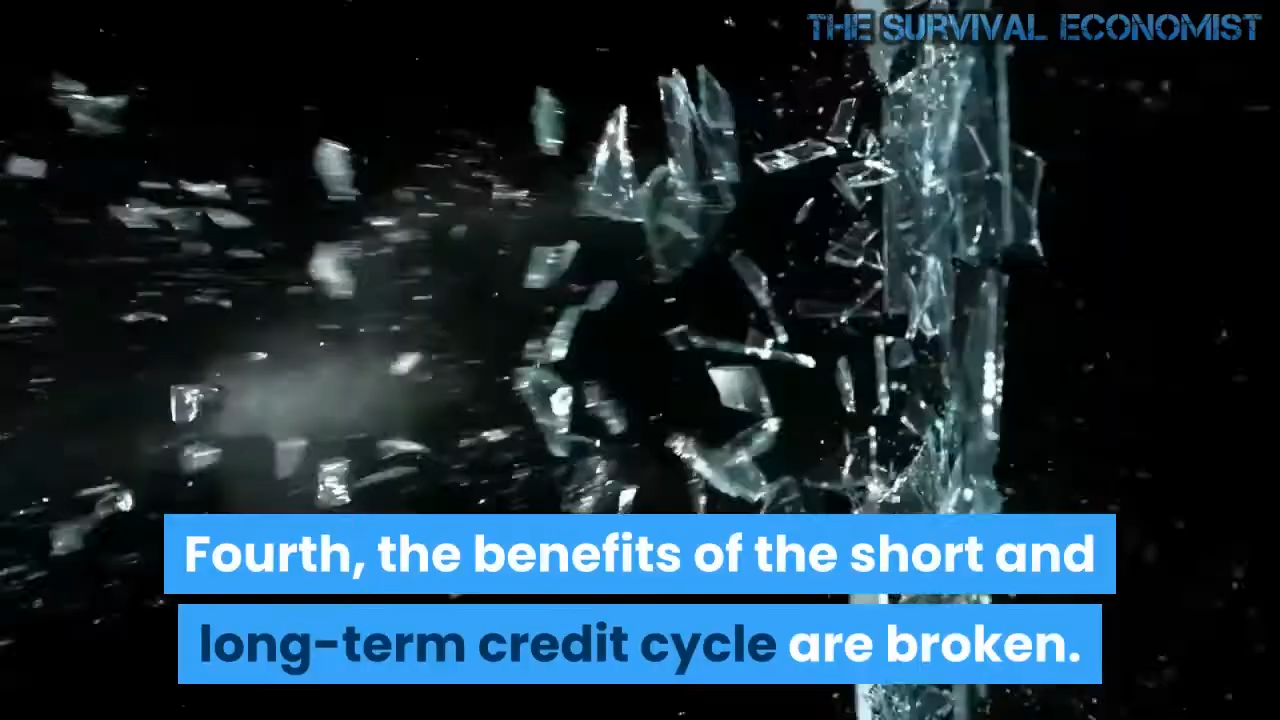 THE SURVIVAL ECONOMIST
Fourth, the benefits of the short and
long-term credit cycle are broken.